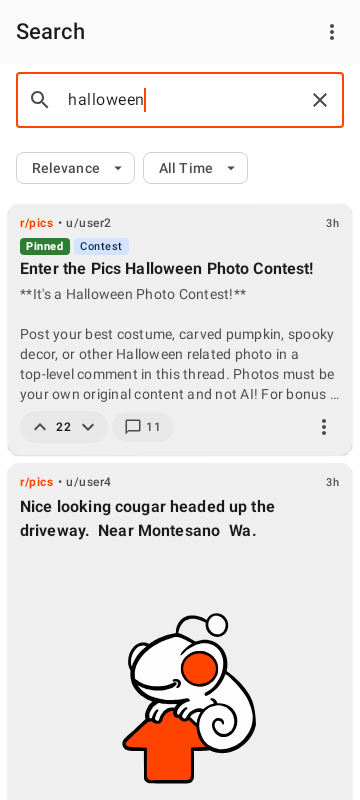 Search
halloween
Relevance
All Time
r/pics • u/user2
3h
Pinned
Contest
Enter the Pics Halloween Photo Contest!
**It's a Halloween Photo Contest!**
Post your best costume, carved pumpkin, spooky
decor, or other Halloween related photo in a
top-level comment in this thread. Photos must be
your own original content and not AI! For bonus ...
22
11
r/pics • u/user4
3h
Nice looking cougar headed up the
driveway.  Near Montesano  Wa.